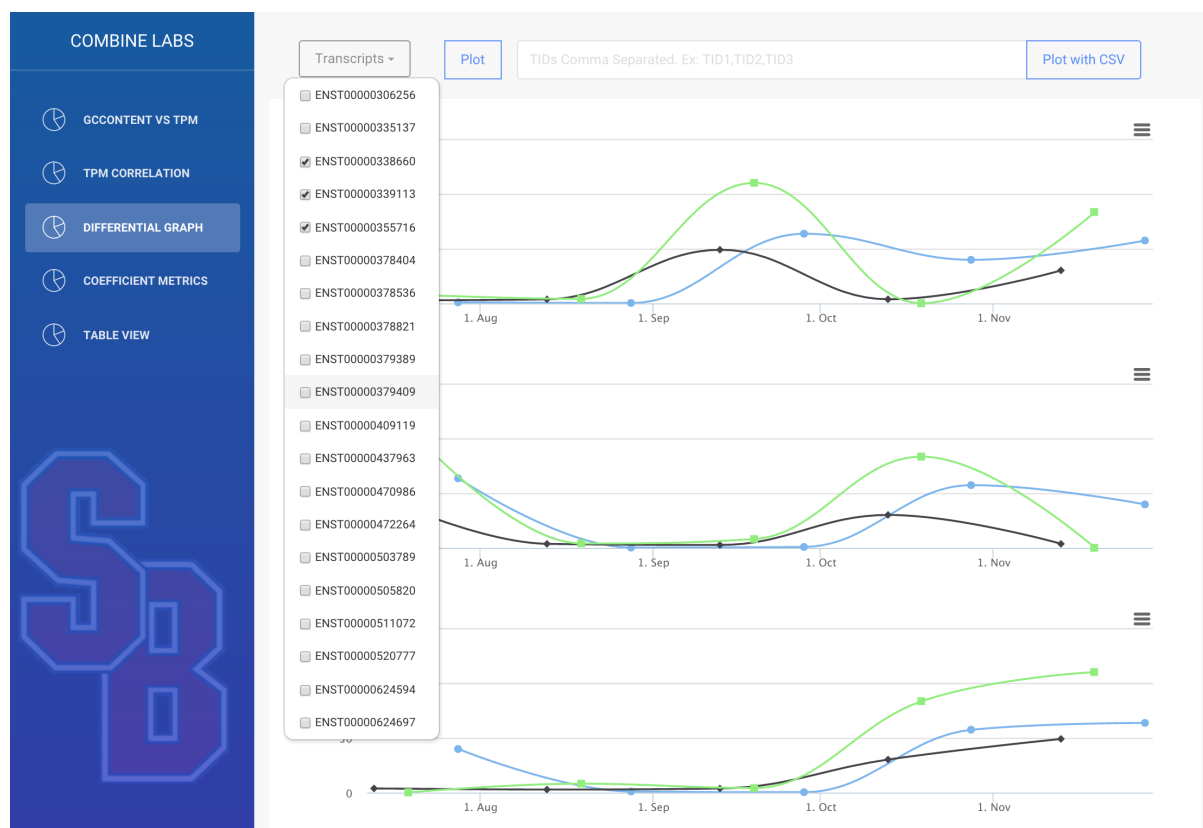 COMBINE LABS
GCCONTENT VS TPM
TPM CORRELATION
DIFFERENTIAL GRAPH
COEFFICIENT METRICS
TABLE VIEW
SB
Transcripts
Plot
TIDs Comma Separated. Ex: TID1,TID2,TID3
Plot with CSV
ENST00000306256
ENST00000335137
ENST00000338660
ENST00000339113
ENST00000355716
ENST00000378404
ENST00000378536
ENST00000378821
ENST00000379389
ENST00000379409
ENST00000409119
ENST00000437963
ENST00000470986
ENST00000472264
ENST00000503789
ENST00000505820
ENST00000511072
ENST00000520777
ENST00000624594
ENST00000624697
1. Aug 1. Sep 1. Oct 1. Nov
1. Aug 1. Sep 1. Oct 1. Nov
0
1. Aug 1. Sep 1. Oct 1. Nov